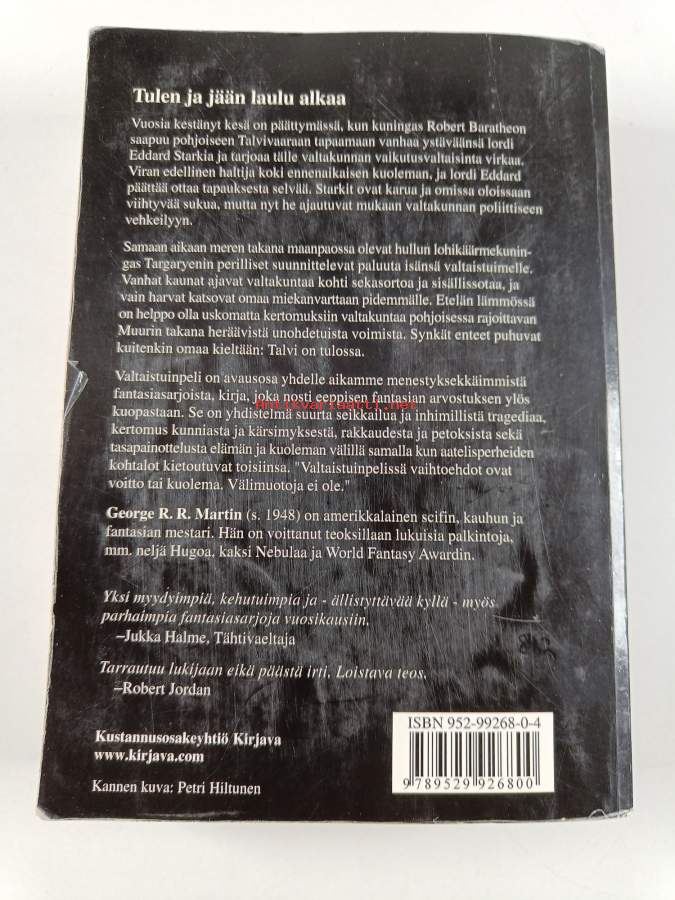 Tulen ja jään laulu alkaa
Vuosia kestänyt kesä on päättymässä, kun kuningas Robert Baratheon
saapuu pohjoiseen Talvivaaraan tapaamaan vanhaa ystäväänsä lordi
Eddard Starkia ja tarjoaa tälle valtakunnan vaikutusvaltaisinta virkaa.
Viran edellinen haltija koki ennenaikaisen kuoleman, ja lordi Eddard
päättää ottaa tapauksesta selvää. Starkit ovat karua ja omissa oloissaan
viihtyvää sukua, mutta nyt he ajautuvat mukaan valtakunnan poliittiseen
vehkeilyyn.
Samaan aikaan meren takana maanpaossa olevat hullun lohikäärmekunin-
gas Targaryenin perilliset suunnittelevat paluuta isänsä valtaistuimelle.
Vanhat kaunat ajavat valtakuntaa kohti sekasortoa ja sisällissotaa, ja
vain harvat katsovat omaa miekanvarttaan pidemmälle. Etelän lämmössä
on helppo olla uskomatta kertomuksiin valtakuntaa pohjoisessa rajoittavan
Muurin takana heräävistä unohdetuista voimista. Synkät enteet puhuvat
kuitenkin omaa kieltään: Talvi on tulossa.
Valtaistuinpeli on avausosa yhdelle aikamme menestyksekkäimmistä
fantasiasarjoista, kirja, joka nosti eeppisen fantasian arvostuksen ylös
antikvariaatti.net
kuopastaan. Se on yhdistelmä suurta seikkailua ja inhimillistä tragediaa,
kertomus kunniasta ja kärsimyksestä, rakkaudesta ja petoksista sekä
tasapainottelusta elämän ja kuoleman välillä samalla kun aatelisperheiden
kohtalot kietoutuvat toisiinsa. "Valtaistuinpelissä vaihtoehdot ovat
voitto tai kuolema. Välimuotoja ei ole."
George R. R. Martin (s. 1948) on amerikkalainen scifin, kauhun ja
fantasian mestari. Hän on voittanut teoksillaan lukuisia palkintoja,
mm. neljä Hugoa, kaksi Nebulaa ja World Fantasy Awardin.
Yksi myydyimpiä, kehutuimpia ja - ällistyttävää kyllä - myös
parhaimpia fantasiasarjoja vuosikausiin.
–Jukka Halme, Tähtivaeltaja
Tarrautuu lukijaan eikä päästä irti. Loistava teos.
–Robert Jordan
Kustannusosakeyhtiö Kirjava
www.kirjava.com
Kannen kuva: Petri Hiltunen
ISBN 952-99268-0-4
9 789529 926800